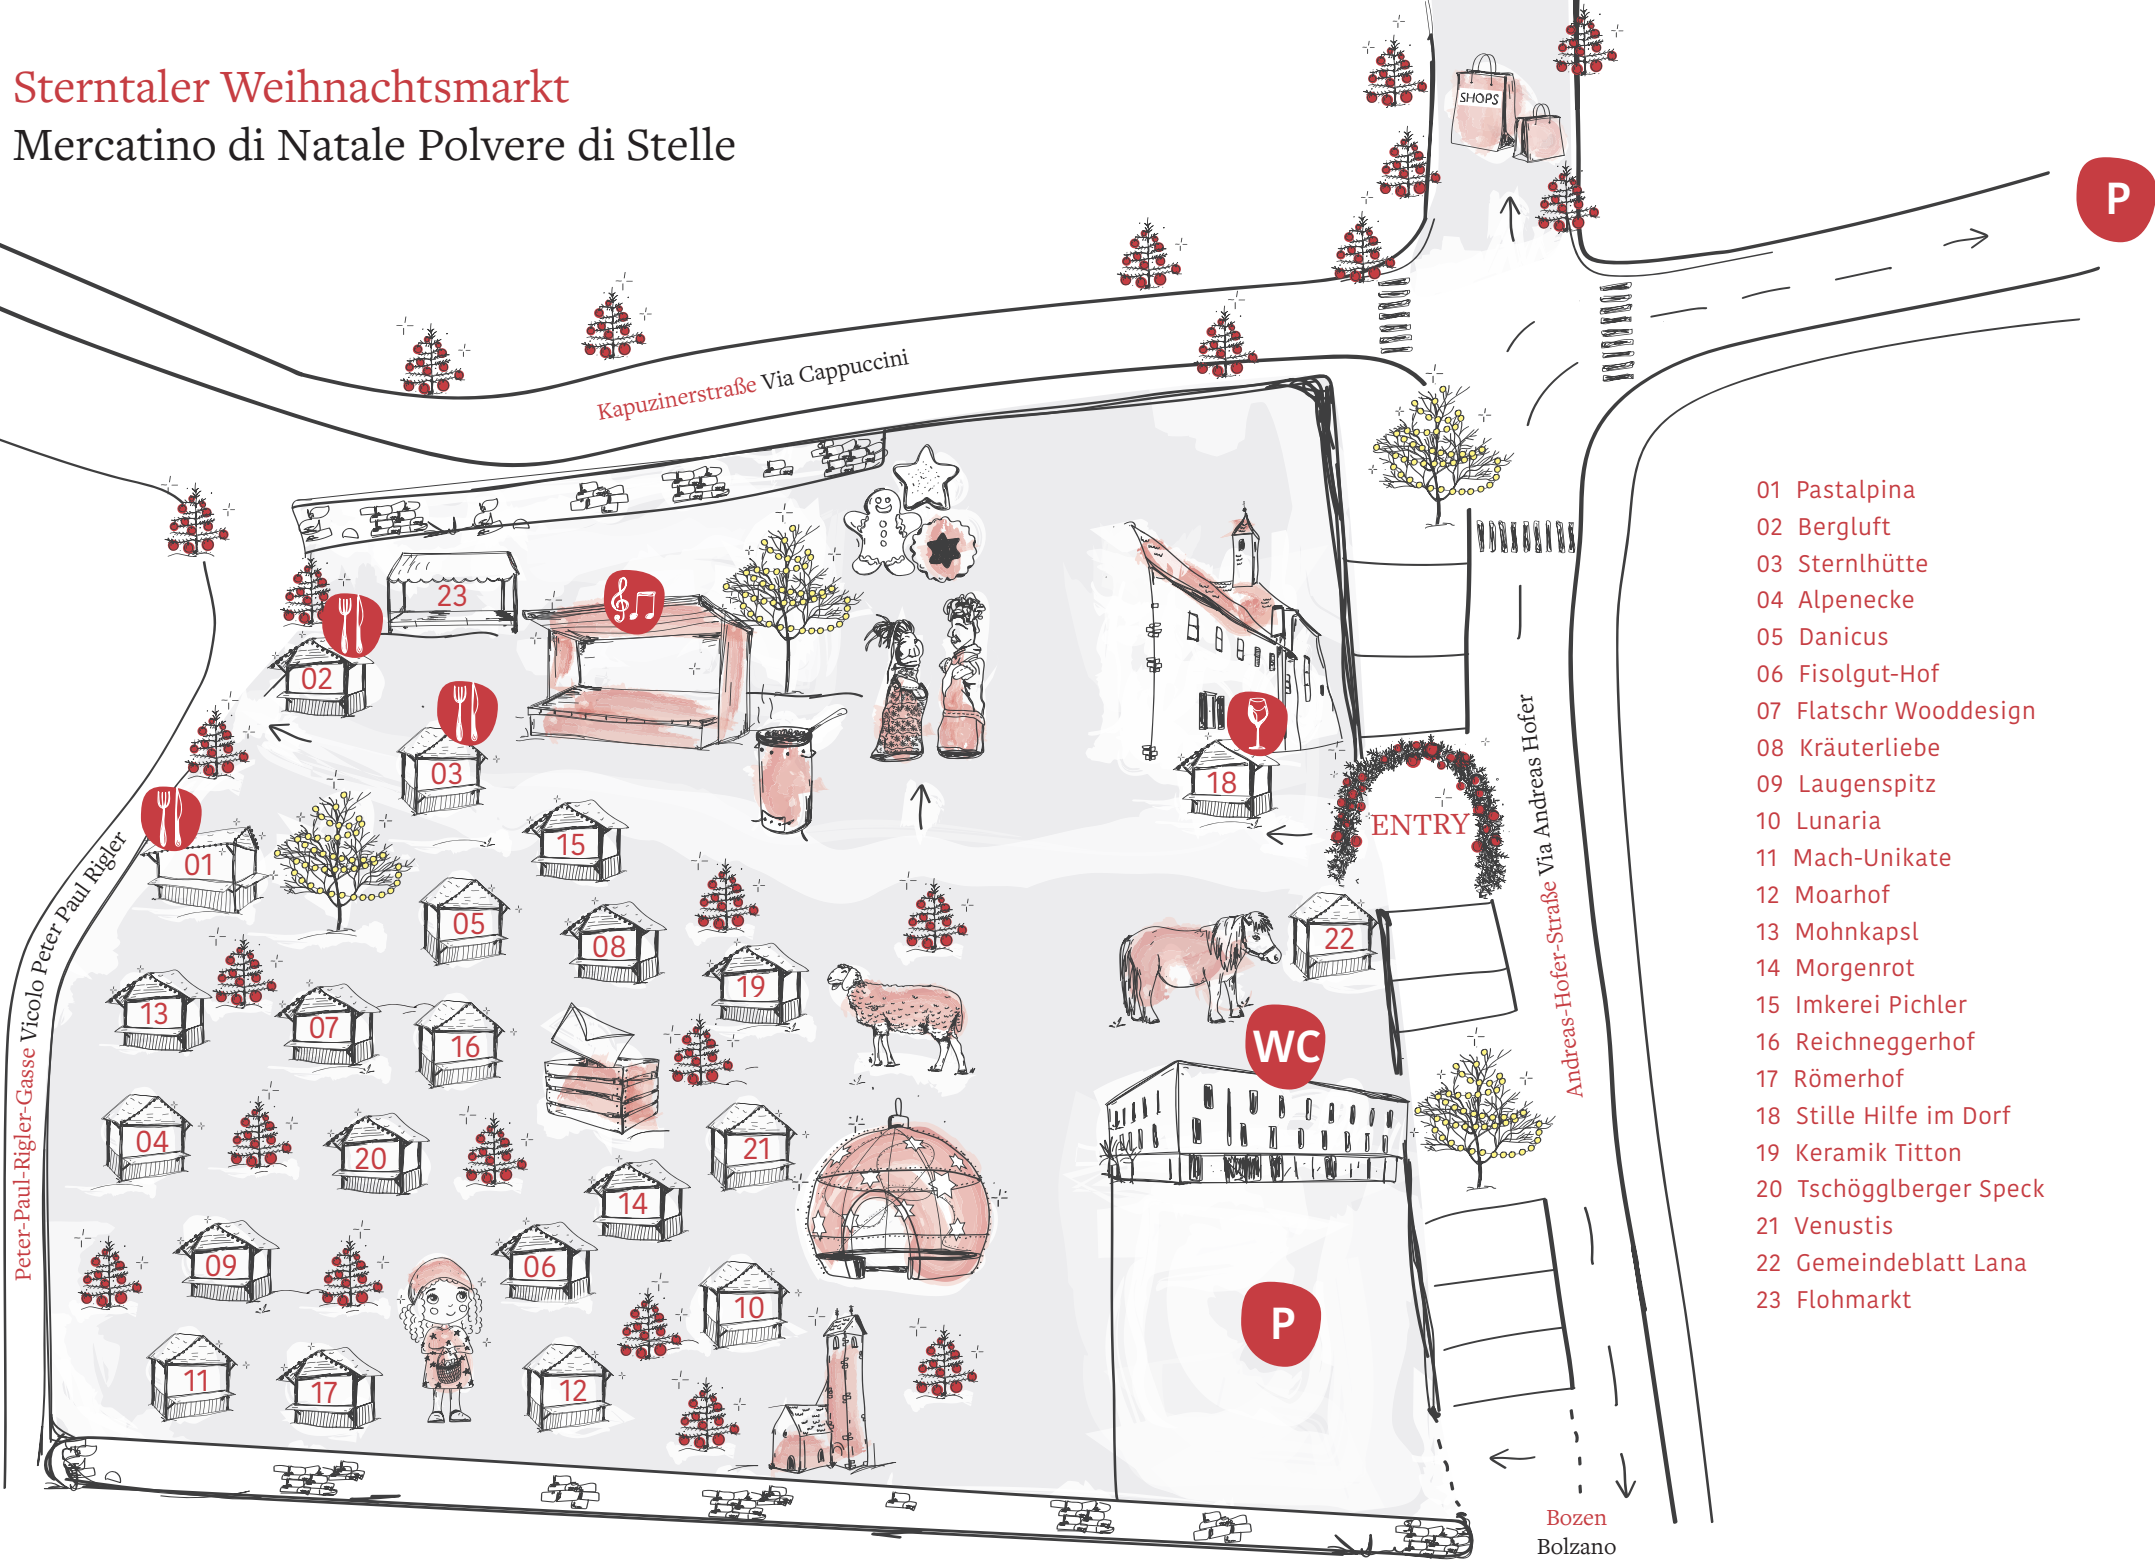 Sterntaler Weihnachtsmarkt
Mercatino di Natale Polvere di Stelle
SHOPS
P
Kapuzinerstraße Via Cappuccini
23
02
03
18
ENTRY
15
01
05
08
22
19
13
07
16
WC
04
20
21
14
09
06
10
P
11
17
12
Peter-Paul-Rigler-Gasse Vicolo Peter Paul Rigler
Andreas-Hofer-Straße Via Andreas Hofer
Bozen
Bolzano
01 Pastalpina
02 Bergluft
03 Sternlhütte
04 Alpenecke
05 Danicus
06 Fisolgut-Hof
07 Flatschr Wooddesign
08 Kräuterliebe
09 Laugenspitz
10 Lunaria
11 Mach-Unikate
12 Moarhof
13 Mohnkapsl
14 Morgenrot
15 Imkerei Pichler
16 Reichneggerhof
17 Römerhof
18 Stille Hilfe im Dorf
19 Keramik Titton
20 Tschögglberger Speck
21 Venustis
22 Gemeindeblatt Lana
23 Flohmarkt